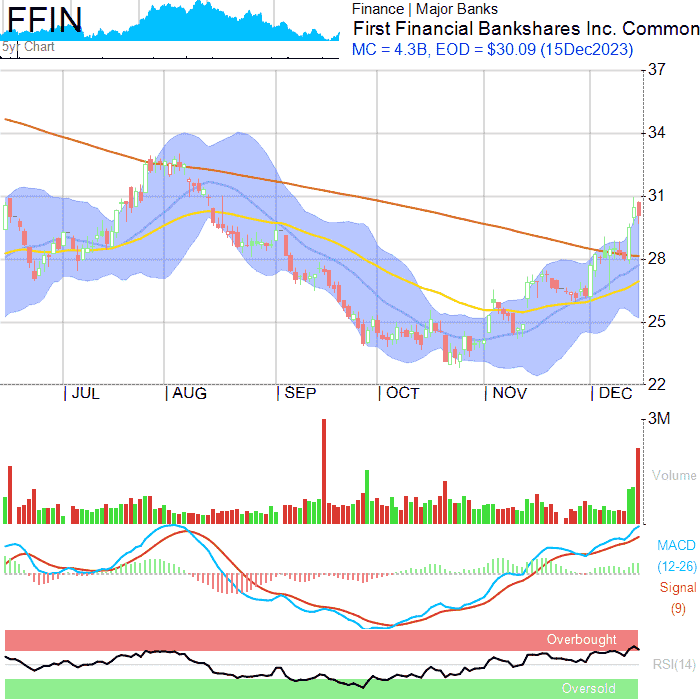 FFIN
5yr Chart
Finance | Major Banks
First Financial Bankshares Inc. Common
MC = 4.3B, EOD = $30.09 (15Dec2023)
37
34
31
28
25
22
| JUL | AUG | SEP | OCT | NOV | DEC
3M
Volume
MACD
(12-26)
Signal
(9)
Overbought
RSI(14)
Oversold